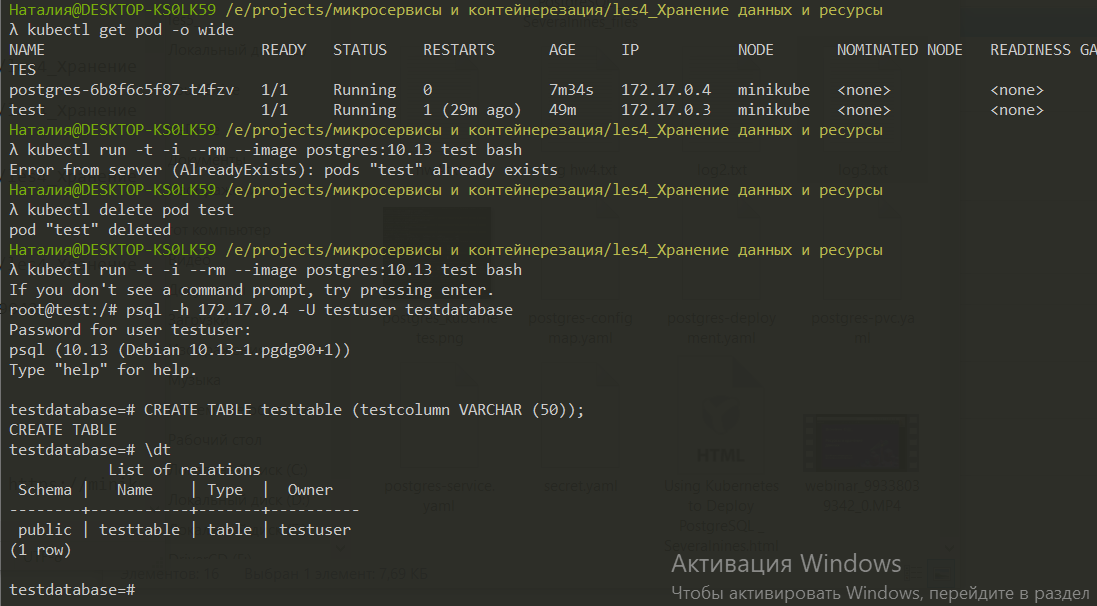 Наталия@DESKTOP-KS0LK59 /e/projects/микросервисы и контейнерезация/les4_Хранение данных и ресурсы
λ kubectl get pod -o wide
NAME READY STATUS RESTARTS AGE IP NODE NOMINATED NODE READINESS GA
TES
postgres-6b8f6c5f87-t4fzv 1/1 Running 0 7m34s 172.17.0.4 minikube <none> <none>
test 1/1 Running 1 (29m ago) 49m 172.17.0.3 minikube <none> <none>
Наталия@DESKTOP-KS0LK59 /e/projects/микросервисы и контейнерезация/les4_Хранение данных и ресурсы
λ kubectl run -t -i --rm --image postgres:10.13 test bash
Error from server (AlreadyExists): pods "test" already exists
Наталия@DESKTOP-KS0LK59 /e/projects/микросервисы и контейнерезация/les4_Хранение данных и ресурсы
λ kubectl delete pod test
pod "test" deleted
Наталия@DESKTOP-KS0LK59 /e/projects/микросервисы и контейнерезация/les4_Хранение данных и ресурсы
λ kubectl run -t -i --rm --image postgres:10.13 test bash
If you don't see a command prompt, try pressing enter.
root@test:/# psql -h 172.17.0.4 -U testuser testdatabase
Password for user testuser:
psql (10.13 (Debian 10.13-1.pgdg90+1))
Type "help" for help.
testdatabase=# CREATE TABLE testtable (testcolumn VARCHAR (50));
CREATE TABLE
testdatabase=# \dt
List of relations
Schema | Name | Type | Owner
--------+-----------+-------+----------
public | testtable | table | testuser
(1 row)
testdatabase=#
Активация Windows
Чтобы активировать Windows, перейдите в раздел